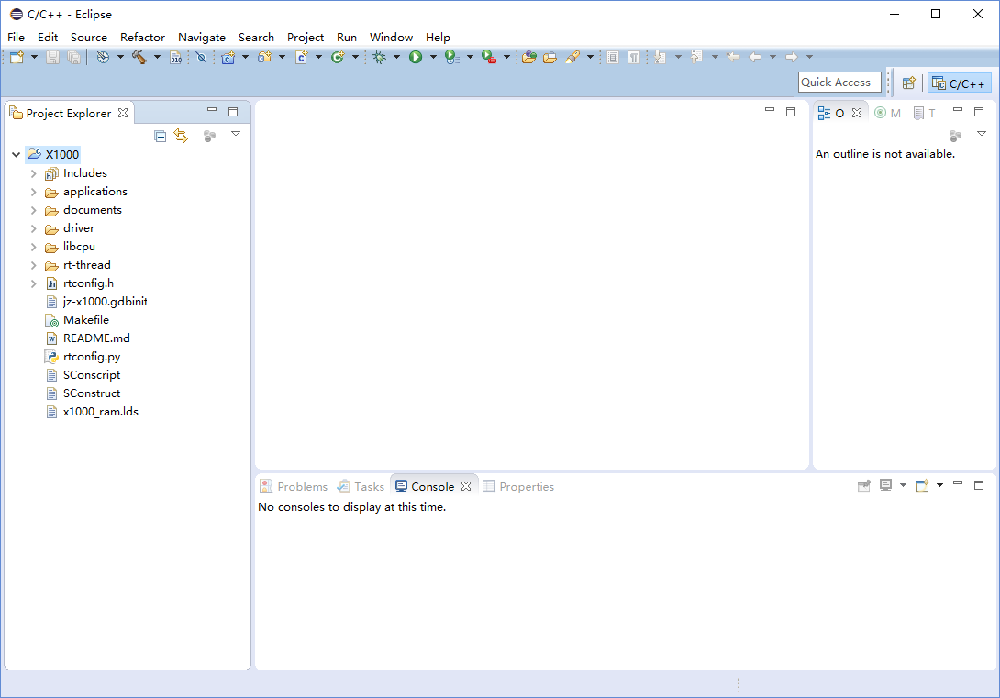 C/C++ - Eclipse
File Edit Source Refactor Navigate Search Project Run Window Help
010
Quick Access
C/C++
Project Explorer
X1000
Includes
applications
documents
driver
libcpu
rt-thread
rtconfig.h
jz-x1000.gdbinit
Makefile
README.md
rtconfig.py
SConscript
SConstruct
x1000_ram.lds
O M T
An outline is not available.
Problems Tasks Console Properties
No consoles to display at this time.